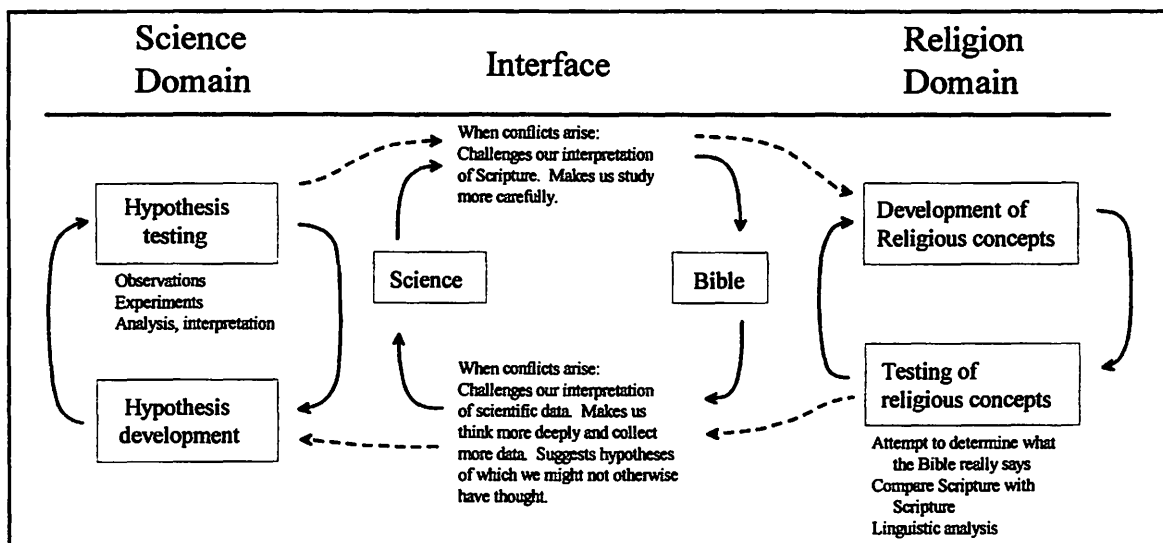 Science
Domain
Interface
Religion
Domain
When conflicts arise:
Challenges our interpretation
of Scripture. Makes us study
more carefully.
Hypothesis
testing
Observations
Experiments
Analysis, interpretation
Hypothesis
development
Science
Bible
When conflicts arise:
Challenges our interpretation
of scientific data. Makes us
think more deeply and collect
more data. Suggests hypotheses
of which we might not otherwise
have thought.
Development of
Religious concepts
Testing of
religious concepts
Attempt to determine what
the Bible really says
Compare Scripture with
Scripture
Linguistic analysis